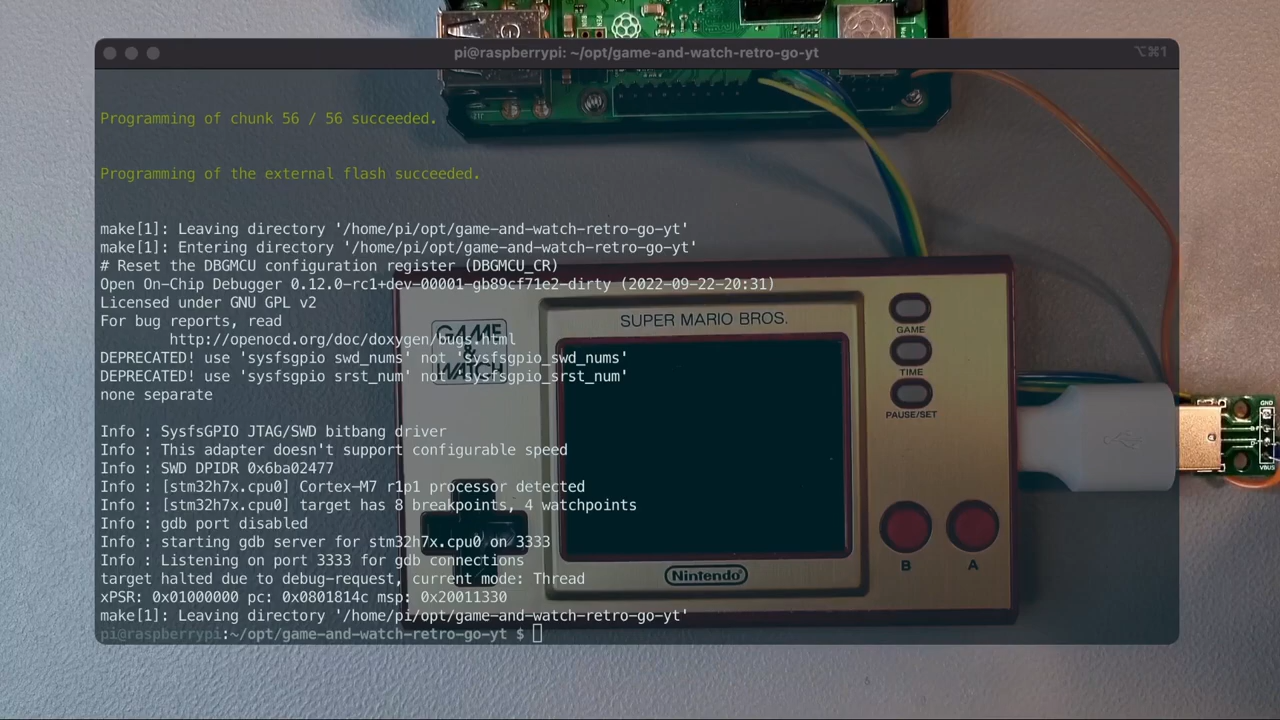 pi@raspberrypi: ~/opt/game-and-watch-retro-go-yt
⌥⌘1
Programming of chunk 56 / 56 succeeded.
Programming of the external flash succeeded.
make[1]: Leaving directory '/home/pi/opt/game-and-watch-retro-go-yt'
make[1]: Entering directory '/home/pi/opt/game-and-watch-retro-go-yt'
# Reset the DBGMCU configuration register (DBGMCU_CR)
Open On-Chip Debugger 0.12.0-rc1+dev-00001-gb89cf71e2-dirty (2022-09-22-20:31)
Licensed under GNU GPL v2
For bug reports, read
http://openocd.org/doc/doxygen/bugs.html
DEPRECATED! use 'sysfsgpio swd_nums' not 'sysfsgpio_swd_nums'
DEPRECATED! use 'sysfsgpio srst_num' not 'sysfsgpio_srst_num'
none separate
Info : SysfsGPIO JTAG/SWD bitbang driver
Info : This adapter doesn't support configurable speed
Info : SWD DPIDR 0x6ba02477
Info : [stm32h7x.cpu0] Cortex-M7 r1p1 processor detected
Info : [stm32h7x.cpu0] target has 8 breakpoints, 4 watchpoints
Info : gdb port disabled
Info : starting gdb server for stm32h7x.cpu0 on 3333
Info : Listening on port 3333 for gdb connections
target halted due to debug-request, current mode: Thread
xPSR: 0x01000000 pc: 0x0801814c msp: 0x20011330
make[1]: Leaving directory '/home/pi/opt/game-and-watch-retro-go-yt'
pi@raspberrypi:~/opt/game-and-watch-retro-go-yt $
GAME
&
WATCH
SUPER MARIO BROS.
GAME
TIME
PAUSE/SET
B
A
Nintendo
GND
VBUS